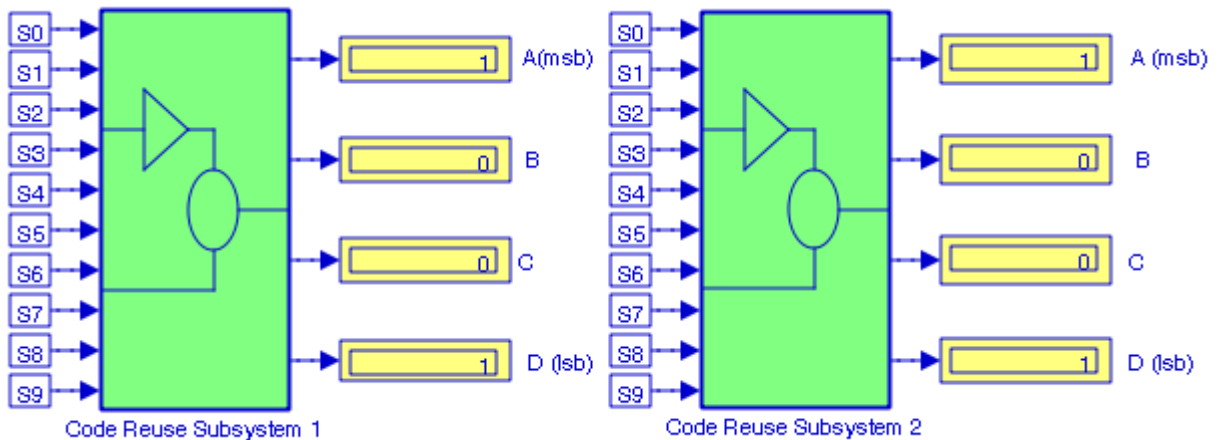 S0
S1
S2
S3
S4
S5
S6
S7
S8
S9
1 A(msb)
0 B
0 C
1 D (lsb)
Code Reuse Subsystem 1
S0
S1
S2
S3
S4
S5
S6
S7
S8
S9
1 A (msb)
0 B
0 C
1 D (lsb)
Code Reuse Subsystem 2